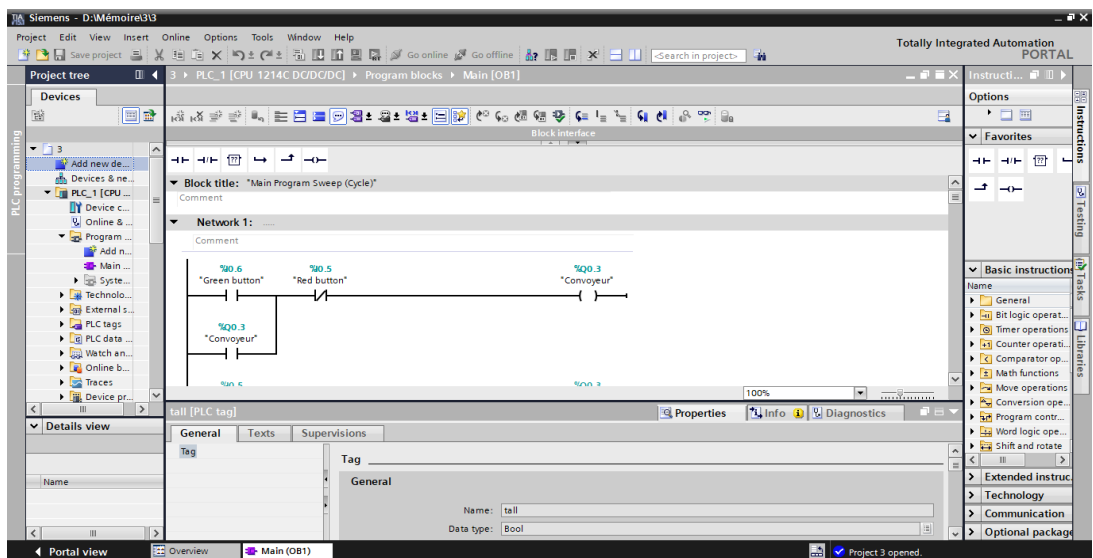 Siemens - D:\Mémoire\3\3
Project Edit View Insert Online Options Tools Window Help
Totally Integrated Automation
PORTAL
Save project Go online Go offline <Search in project>
Project tree
3 PLC_1 [CPU 1214C DC/DC/DC] Program blocks Main [OB1]
Instructi...
Devices
Options
Block interface
PLC programming
3
Add new de...
Devices & ne...
PLC_1 [CPU ...
Device c...
Online & ...
Program ...
Add n...
Main ...
Syste...
Technolo...
External s...
PLC tags
PLC data ...
Watch an...
Online b...
Traces
Device pr...
Details view
Name
Block title: "Main Program Sweep (Cycle)"
Comment
Network 1: .....
Comment
%I0.6 %I0.5 %Q0.3
"Green button" "Red button" "Convoyeur"
%Q0.3
"Convoyeur"
%I0.5 %Q0.3
100%
tall [PLC tag]
Properties Info Diagnostics
General Texts Supervisions
Tag
Tag
General
Name: tall
Data type: Bool
Favorites
Basic instructions
Name
General
Bit logic operat...
Timer operations
Counter operati...
Comparator op...
Math functions
Move operations
Conversion ope...
Program contr...
Word logic ope...
Shift and rotate
Extended instruc.
Technology
Communication
Optional package
Instructions
Testing
Tasks
Libraries
Portal view Overview Main (OB1) Project 3 opened.